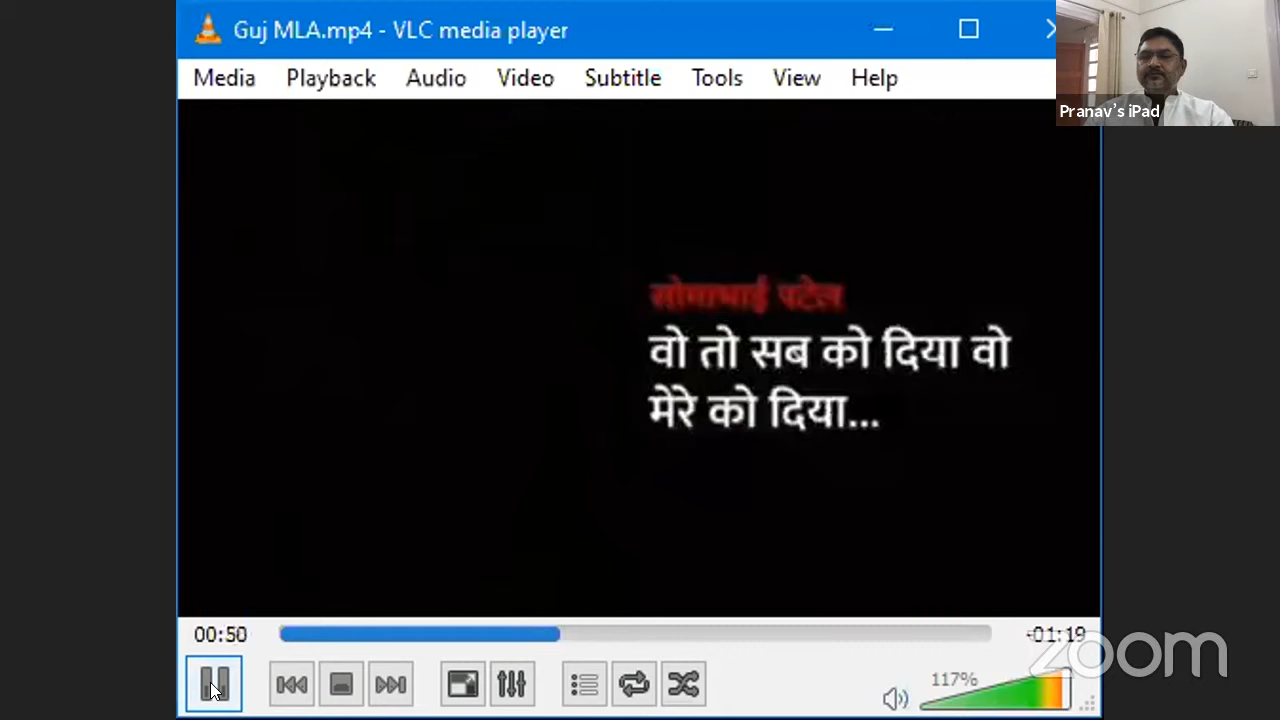 Guj MLA.mp4 - VLC media player
Media Playback Audio Video Subtitle Tools View Help
Pranav's iPad
सोमाभाई पटेल
वो तो सब को दिया वो
मेरे को दिया...
00:50
-01:19
117%
zoom